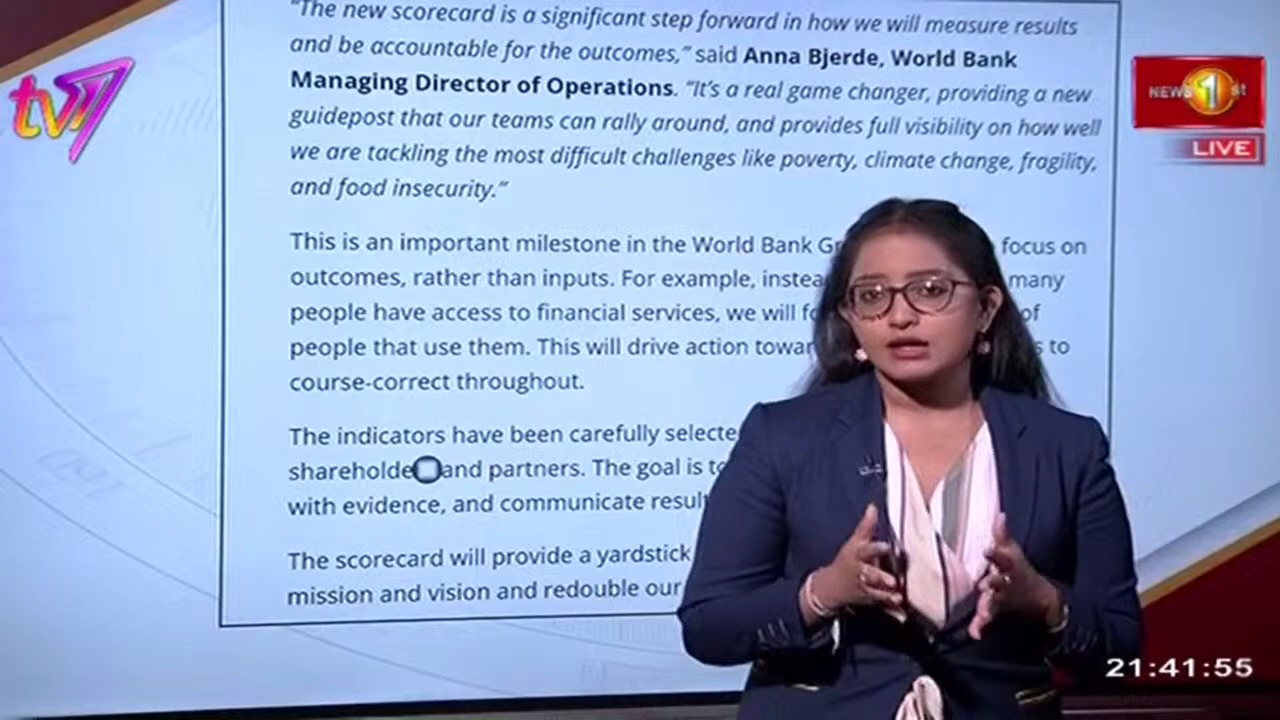 "The new scorecard is a significant step forward in how we will measure results
and be accountable for the outcomes," said Anna Bjerde, World Bank
Managing Director of Operations. "It's a real game changer, providing a new
guidepost that our teams can rally around, and provides full visibility on how well
we are tackling the most difficult challenges like poverty, climate change, fragility,
and food insecurity."
This is an important milestone in the World Bank focus on
outcomes, rather than inputs. For example, many
people have access to financial services, we will of
people that use them. This will drive action to
course-correct throughout.
The indicators have been carefully
and partners. The goal is
with evidence, and communicate
The scorecard will provide a yardstick
mission and vision and redouble our
tv
NEWS 1st
LIVE
21:41:55